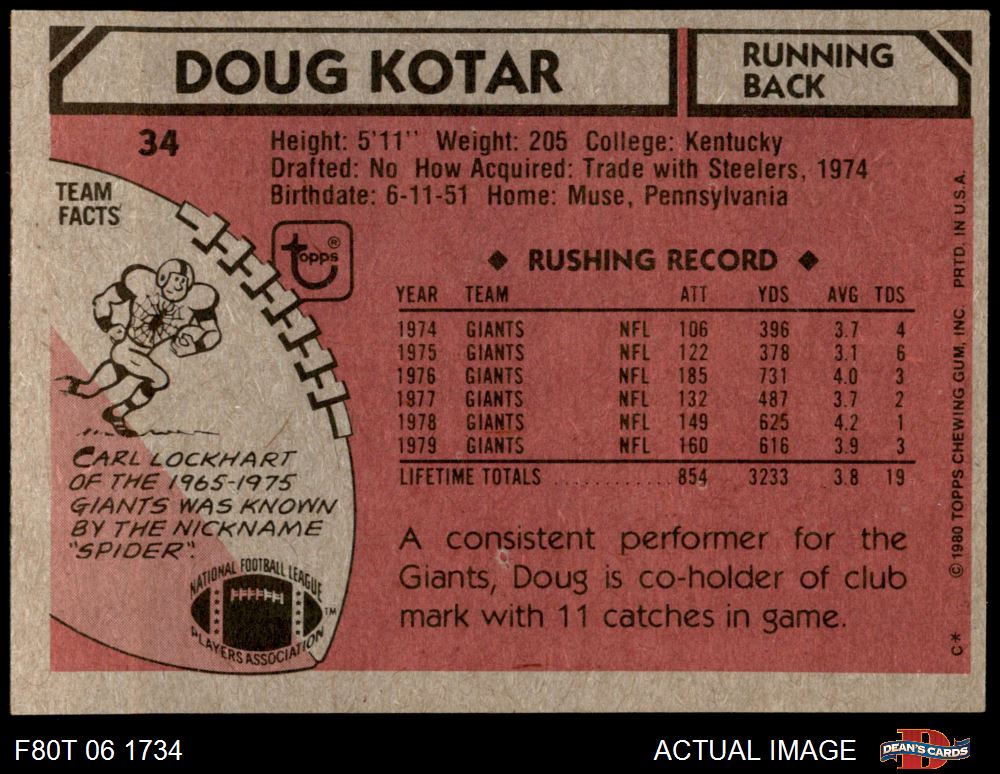 DOUG KOTAR
RUNNING
BACK
34
Height: 5'11" Weight: 205 College: Kentucky
Drafted: No How Acquired: Trade with Steelers, 1974
Birthdate: 6-11-51 Home: Muse, Pennsylvania
TEAM
FACTS
topps®
◆ RUSHING RECORD ◆
YEAR TEAM ATT YDS AVG TDS
1974 GIANTS NFL 106 396 3.7 4
1975 GIANTS NFL 122 378 3.1 6
1976 GIANTS NFL 185 731 4.0 3
1977 GIANTS NFL 132 487 3.7 2
1978 GIANTS NFL 149 625 4.2 1
1979 GIANTS NFL 160 616 3.9 3
LIFETIME TOTALS ............ 854 3233 3.8 19
CARL LOCKHART
OF THE 1965-1975
GIANTS WAS KNOWN
BY THE NICKNAME
"SPIDER".
NATIONAL FOOTBALL LEAGUE
PLAYERS ASSOCIATION
TM
A consistent performer for the
Giants, Doug is co-holder of club
mark with 11 catches in game.
C* © 1980 TOPPS CHEWING GUM, INC. PRTD. IN U.S.A.
F80T 06 1734
ACTUAL IMAGE
DEAN'S CARDS